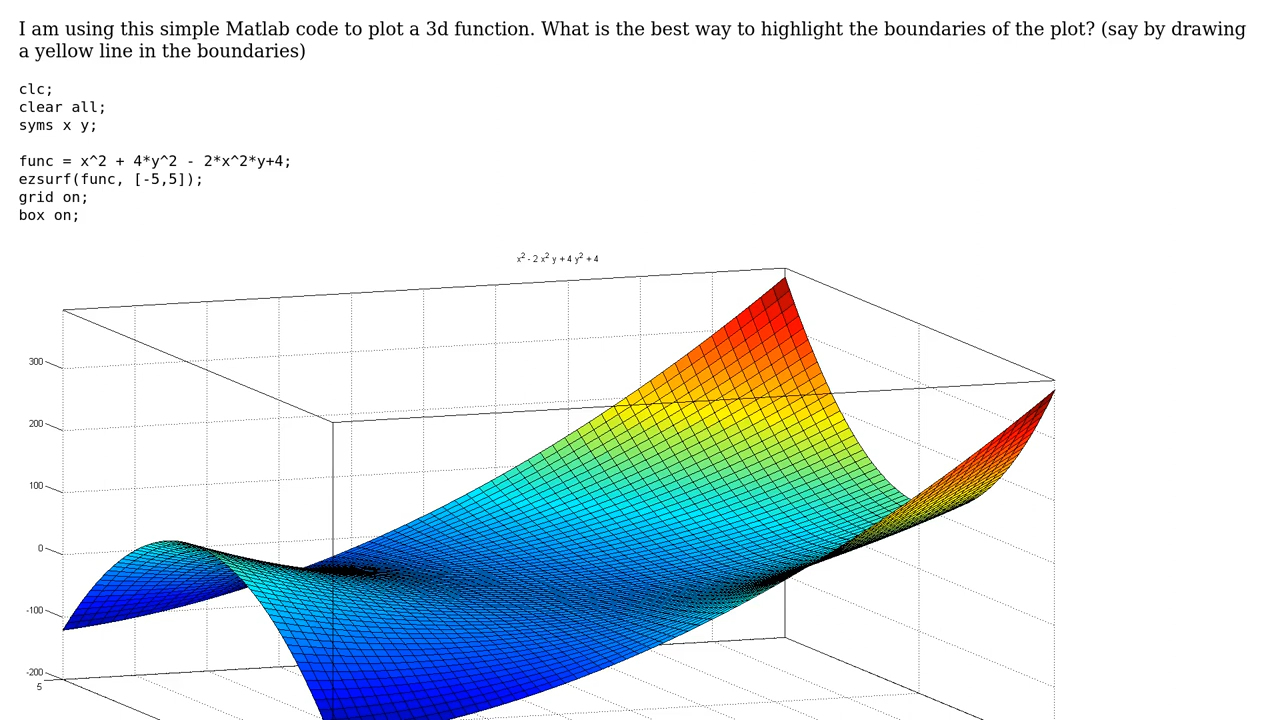 I am using this simple Matlab code to plot a 3d function. What is the best way to highlight the boundaries of the plot? (say by drawing
a yellow line in the boundaries)
clc;
clear all;
syms x y;
func = x^2 + 4*y^2 - 2*x^2*y+4;
ezsurf(func, [-5,5]);
grid on;
box on;
x² - 2 x² y + 4 y² + 4
300
200
100
0
-100
-200
5